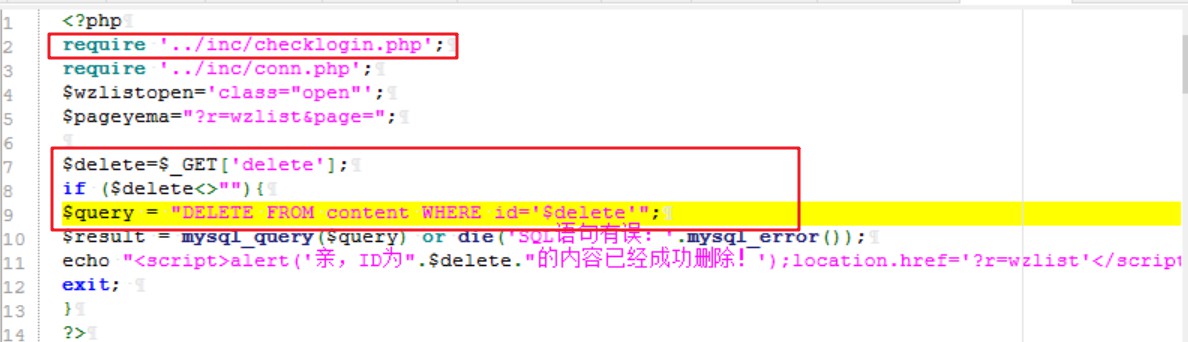 1 <?php¶
2 require '../inc/checklogin.php';¶
3 require '../inc/conn.php';¶
4 $wzlistopen='class="open"';¶
5 $pageyema="?r=wzlist&page=";¶
6 ¶
7 $delete=$_GET['delete'];¶
8 if ($delete<>""){¶
9 $query = "DELETE FROM content WHERE id='$delete'";¶
10 $result = mysql_query($query) or die('SQL语句有误：'.mysql_error());¶
11 echo "<script>alert('亲，ID为".$delete."的内容已经成功删除！');location.href='?r=wzlist'</script
12 exit; ¶
13 }¶
14 ?>¶